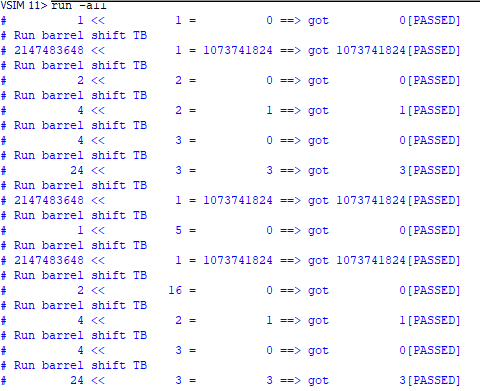 VSIM 11> run -all
# 1 << 1 = 0 ==> got 0[PASSED]
# Run barrel shift TB
# 2147483648 << 1 = 1073741824 ==> got 1073741824[PASSED]
# Run barrel shift TB
# 2 << 2 = 0 ==> got 0[PASSED]
# Run barrel shift TB
# 4 << 2 = 1 ==> got 1[PASSED]
# Run barrel shift TB
# 4 << 3 = 0 ==> got 0[PASSED]
# Run barrel shift TB
# 24 << 3 = 3 ==> got 3[PASSED]
# Run barrel shift TB
# 2147483648 << 1 = 1073741824 ==> got 1073741824[PASSED]
# Run barrel shift TB
# 1 << 5 = 0 ==> got 0[PASSED]
# Run barrel shift TB
# 2147483648 << 1 = 1073741824 ==> got 1073741824[PASSED]
# Run barrel shift TB
# 2 << 16 = 0 ==> got 0[PASSED]
# Run barrel shift TB
# 4 << 2 = 1 ==> got 1[PASSED]
# Run barrel shift TB
# 4 << 3 = 0 ==> got 0[PASSED]
# Run barrel shift TB
# 24 << 3 = 3 ==> got 3[PASSED]